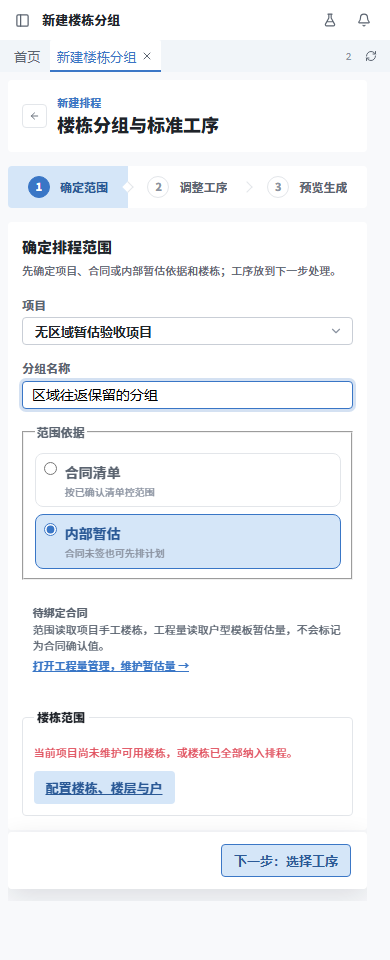 新建楼栋分组
首页
新建楼栋分组
2
新建排程
楼栋分组与标准工序
1
确定范围
2
调整工序
3
预览生成
确定排程范围
先确定项目、合同或内部暂估依据和楼栋；工序放到下一步处理。
项目
无区域暂估验收项目
分组名称
区域往返保留的分组
范围依据
合同清单
按已确认清单控范围
内部暂估
合同未签也可先排计划
待绑定合同
范围读取项目手工楼栋，工程量读取户型模板暂估量，不会标记
为合同确认值。
打开工程量管理，维护暂估量 →
楼栋范围
当前项目尚未维护可用楼栋，或楼栋已全部纳入排程。
配置楼栋、楼层与户
下一步：选择工序